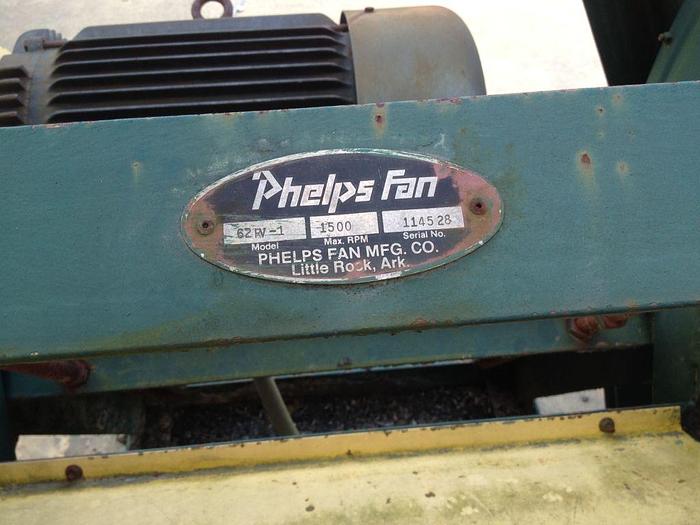 Phelps Fan
62RV-1 1500 114528
Model Max. RPM Serial No.
PHELPS FAN MFG. CO.
Little Rock, Ark.